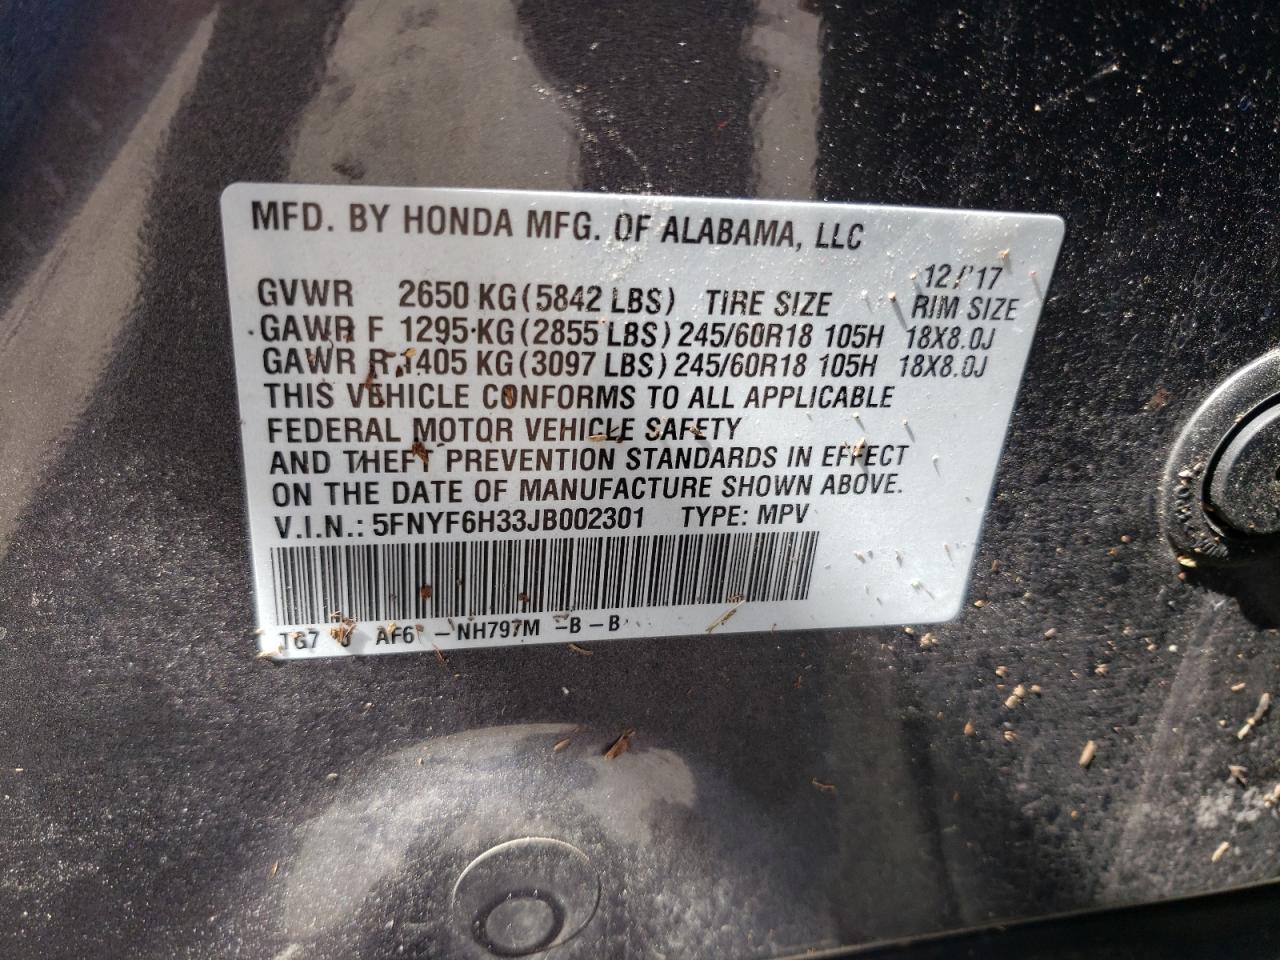 MFD. BY HONDA MFG. OF ALABAMA, LLC
12/'17
GVWR 2650 KG (5842 LBS) TIRE SIZE RIM SIZE
GAWR F 1295 KG (2855 LBS) 245/60R18 105H 18X8.0J
GAWR R 1405 KG (3097 LBS) 245/60R18 105H 18X8.0J
THIS VEHICLE CONFORMS TO ALL APPLICABLE
FEDERAL MOTOR VEHICLE SAFETY
AND THEFT PREVENTION STANDARDS IN EFFECT
ON THE DATE OF MANUFACTURE SHOWN ABOVE.
V.I.N.: 5FNYF6H33JB002301 TYPE: MPV
TG7 AF6 -NH797M -B -B